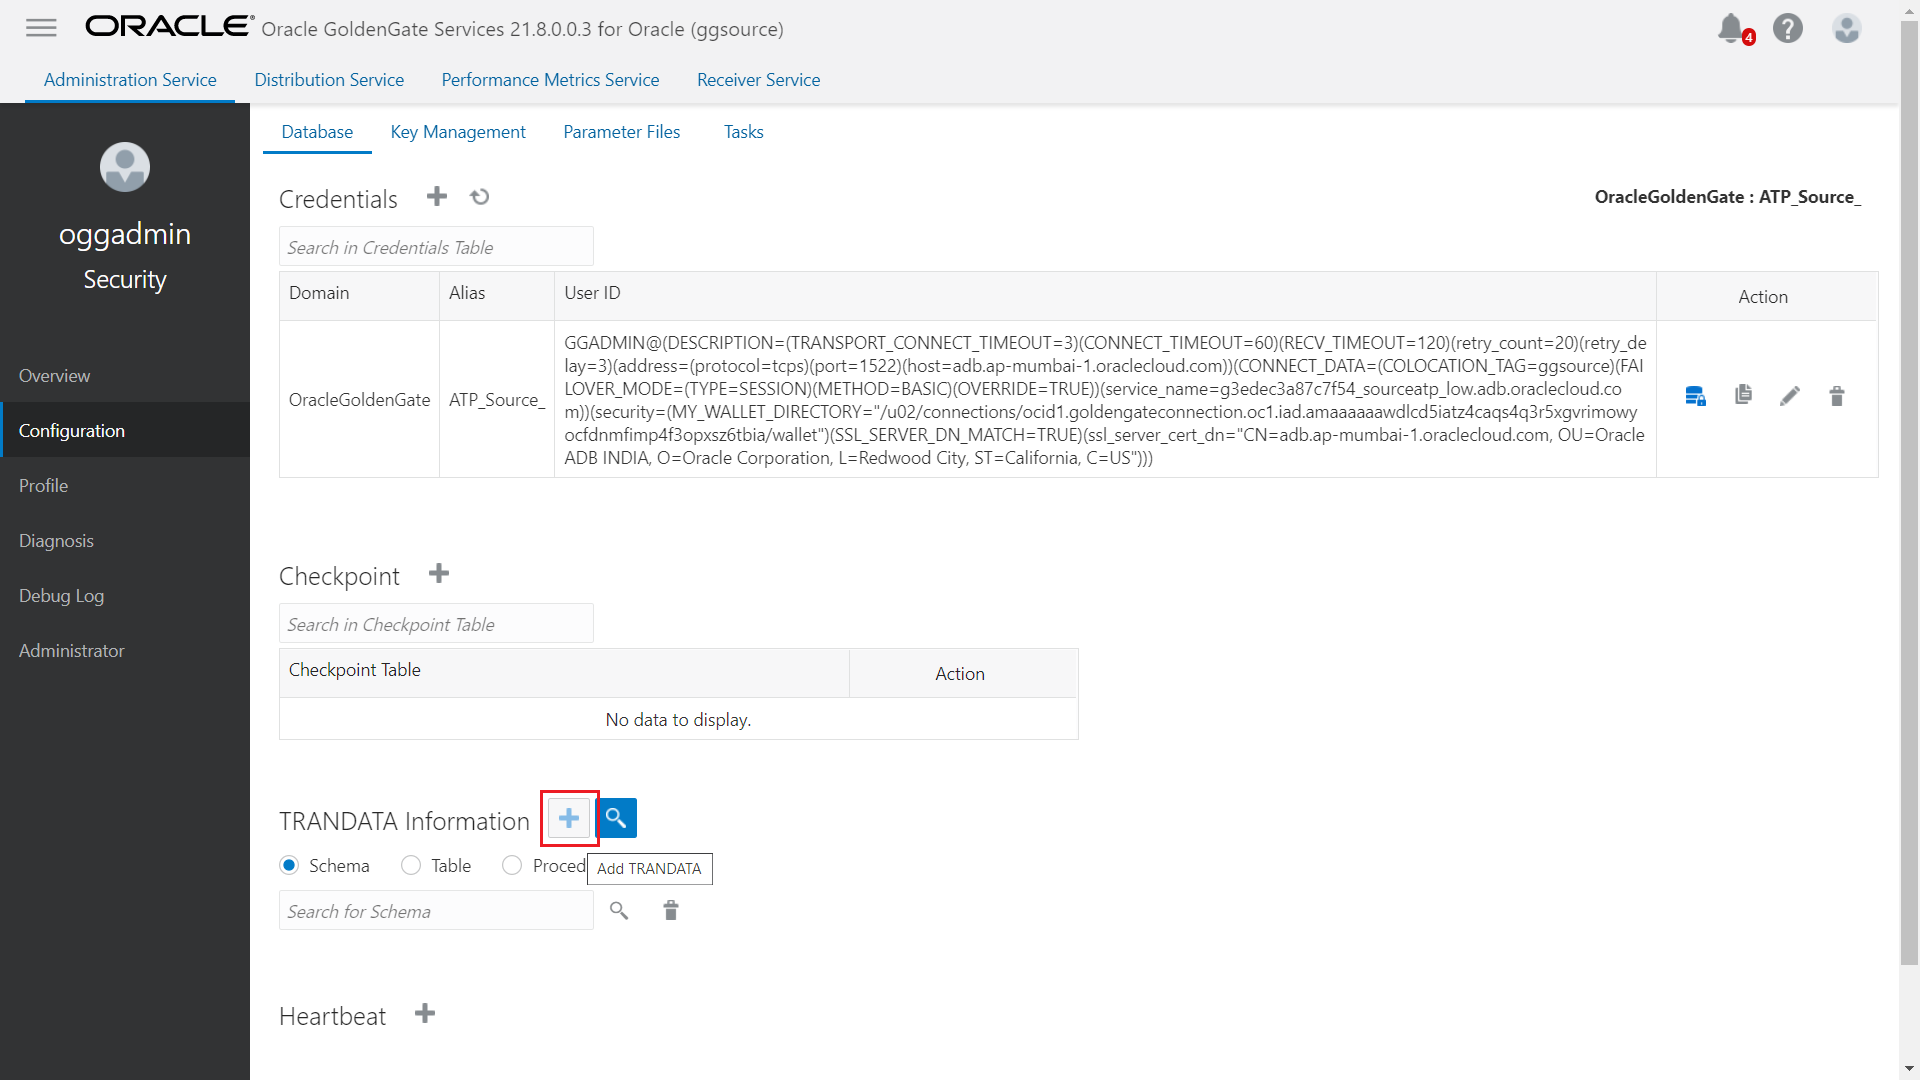 ORACLE® Oracle GoldenGate Services 21.8.0.0.3 for Oracle (ggsource)
4
?
Administration Service Distribution Service Performance Metrics Service Receiver Service
oggadmin
Security
Overview
Configuration
Profile
Diagnosis
Debug Log
Administrator
Database Key Management Parameter Files Tasks
Credentials
OracleGoldenGate : ATP_Source_
Search in Credentials Table
Domain Alias User ID Action
OracleGoldenGate ATP_Source_
GGADMIN@(DESCRIPTION=(TRANSPORT_CONNECT_TIMEOUT=3)(CONNECT_TIMEOUT=60)(RECV_TIMEOUT=120)(retry_count=20)(retry_de
lay=3)(address=(protocol=tcps)(port=1522)(host=adb.ap-mumbai-1.oraclecloud.com))(CONNECT_DATA=(COLOCATION_TAG=ggsource)(FAI
LOVER_MODE=(TYPE=SESSION)(METHOD=BASIC)(OVERRIDE=TRUE))(service_name=g3edec3a87c7f54_sourceatp_low.adb.oraclecloud.co
m))(security=(MY_WALLET_DIRECTORY="/u02/connections/ocid1.goldengateconnection.oc1.iad.amaaaaaawdlcd5iatz4caqs4q3r5xgvrimowy
ocfdnmfimp4f3opxsz6tbia/wallet")(SSL_SERVER_DN_MATCH=TRUE)(ssl_server_cert_dn="CN=adb.ap-mumbai-1.oraclecloud.com, OU=Oracle
ADB INDIA, O=Oracle Corporation, L=Redwood City, ST=California, C=US")))
Checkpoint
Search in Checkpoint Table
Checkpoint Table Action
No data to display.
TRANDATA Information
Schema Table Proced
Add TRANDATA
Search for Schema
Heartbeat